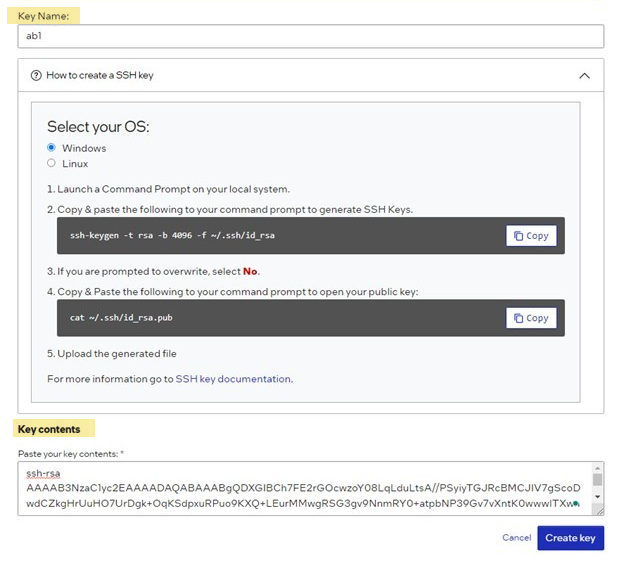 Key Name:
ab1
How to create a SSH key
Select your OS:
Windows
Linux
1. Launch a Command Prompt on your local system.
2. Copy & paste the following to your command prompt to generate SSH Keys.
ssh-keygen -t rsa -b 4096 -f ~/.ssh/id_rsa
Copy
3. If you are prompted to overwrite, select No.
4. Copy & Paste the following to your command prompt to open your public key:
cat ~/.ssh/id_rsa.pub
Copy
5. Upload the generated file
For more information go to SSH key documentation.
Key contents
Paste your key contents: *
ssh-rsa
AAAAB3NzaC1yc2EAAAADAQABAAABgQDXGIBCh7FE2rGOcwzoY08LqLduLtsA//PSyiyTGJRcBMCJIV7gScoD
wdCZkgHrUuHO7UrDgk+OqKSdpxuRPuo9KXQ+LEurMMwgRSG3gv9NnmRY0+atpbNP39Gv7vXntK0wwwITXw
Cancel
Create key